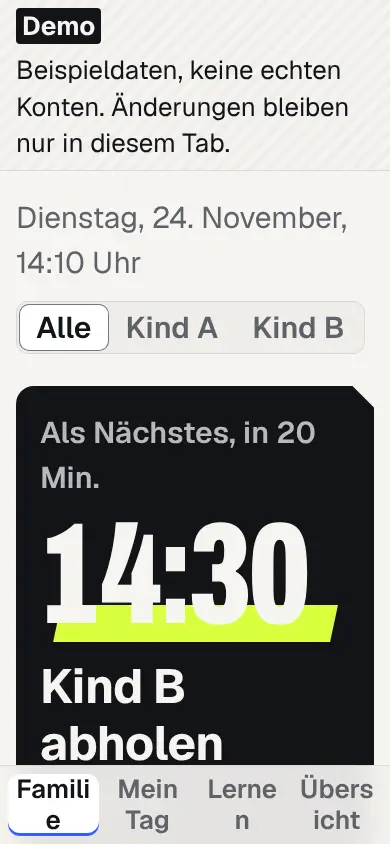 Demo
Beispieldaten, keine echten
Konten. Änderungen bleiben
nur in diesem Tab.
Dienstag, 24. November,
14:10 Uhr
Alle Kind A Kind B
Als Nächstes, in 20
Min.
14:30
Kind B
abholen
Famili
e
Mein
Tag
Lerne
n
Übers
icht